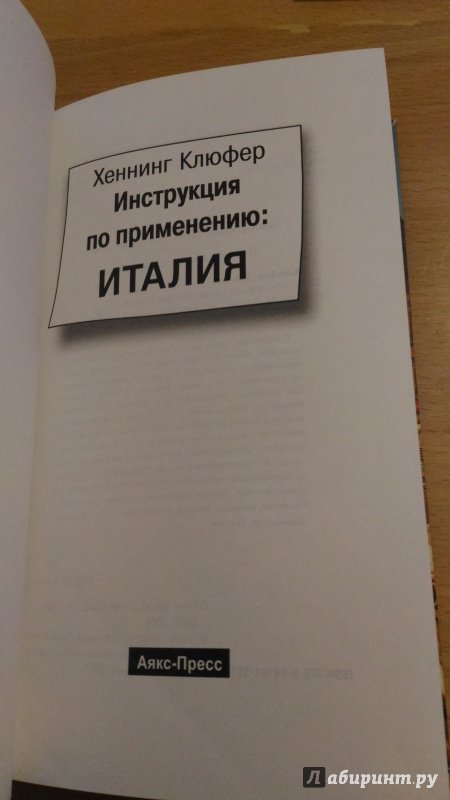 Хеннинг Клюфер
Инструкция
по применению:
ИТАЛИЯ
Аякс-Пресс
Лабиринт.ру